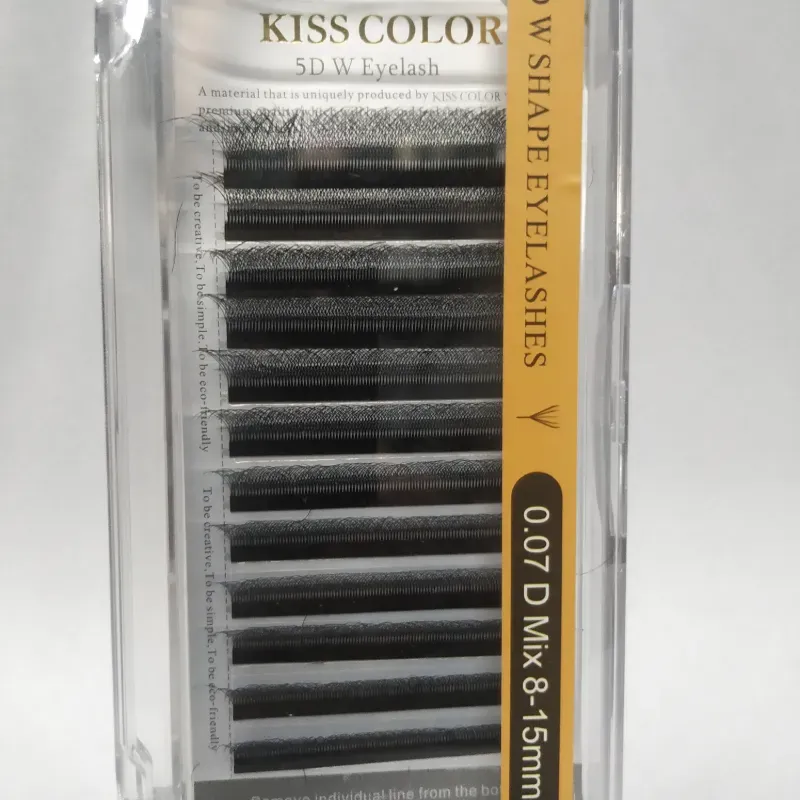 KISS COLOR
5D W Eyelash
A material that is uniquely produced by KISS COLOR
premium
and
To be creative,To be simple,To be eco-friendly
To be creative,To be simple,To be eco-friendly
W SHAPE EYELASHES
0.07 D Mix 8-15mm
Remove individual line from the bo